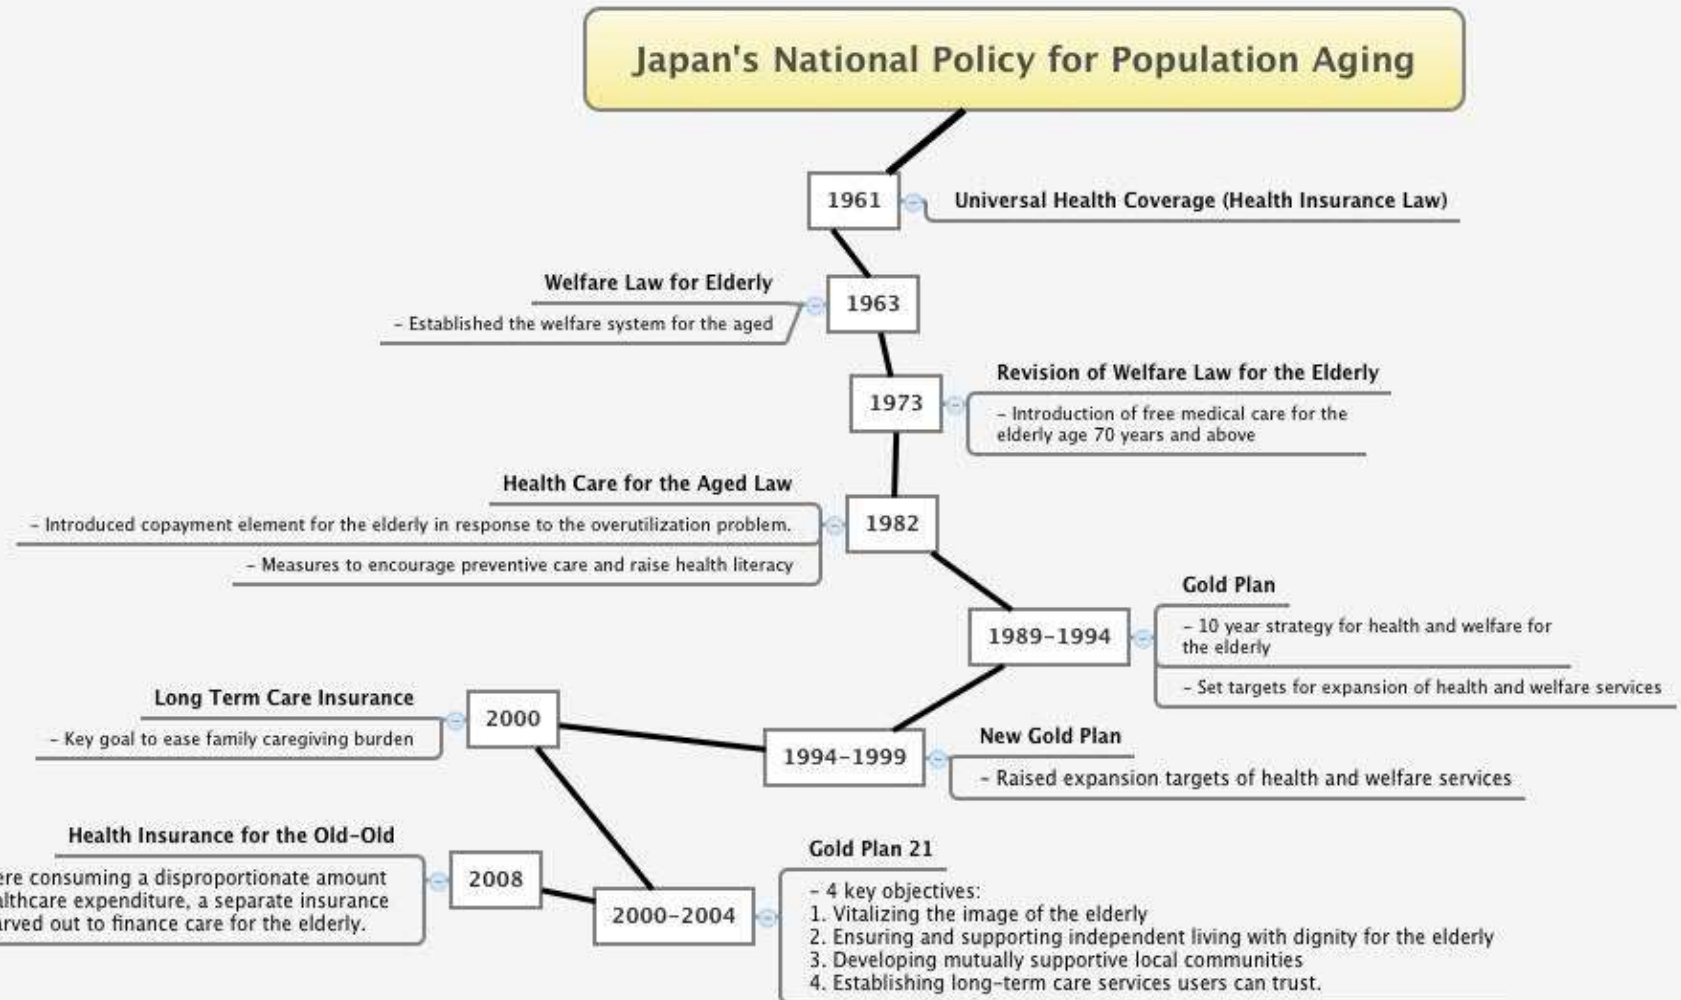 Japan's National Policy for Population Aging
1961
Universal Health Coverage (Health Insurance Law)
Welfare Law for Elderly
– Established the welfare system for the aged
1963
1973
Revision of Welfare Law for the Elderly
– Introduction of free medical care for the
elderly age 70 years and above
Health Care for the Aged Law
– Introduced copayment element for the elderly in response to the overutilization problem.
– Measures to encourage preventive care and raise health literacy
1982
1989–1994
Gold Plan
– 10 year strategy for health and welfare for
the elderly
– Set targets for expansion of health and welfare services
1994–1999
New Gold Plan
– Raised expansion targets of health and welfare services
Long Term Care Insurance
– Key goal to ease family caregiving burden
2000
2000–2004
Gold Plan 21
– 4 key objectives:
1. Vitalizing the image of the elderly
2. Ensuring and supporting independent living with dignity for the elderly
3. Developing mutually supportive local communities
4. Establishing long–term care services users can trust.
Health Insurance for the Old–Old
consuming a disproportionate amount
expenditure, a separate insurance
out to finance care for the elderly.
2008